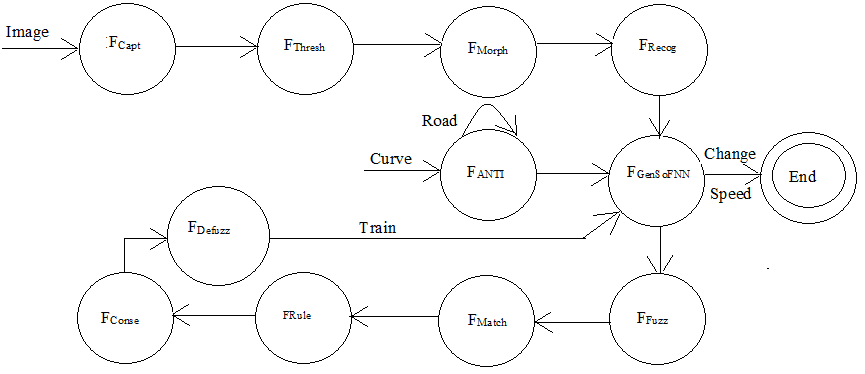 Image
FCapt
FThresh
FMorph
FRecog
Road
Curve
FANTI
FGenSoFNN
Change
Speed
End
FDefuzz
Train
FConse
FRule
FMatch
FFuzz